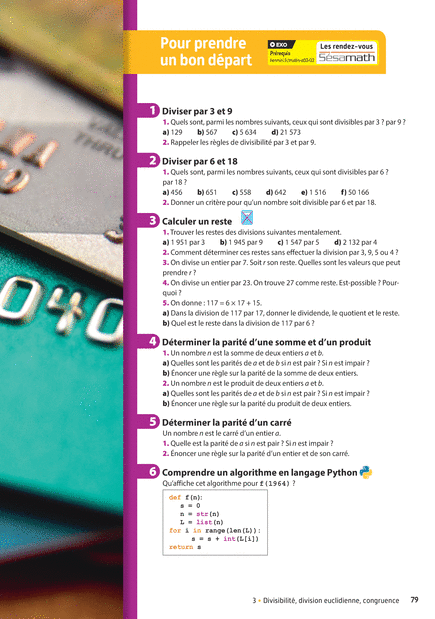 Pour prendre
un bon départ
EXO
Prérequis
Les rendez-vous
Sésamath
1 Diviser par 3 et 9
1. Quels sont, parmi les nombres suivants, ceux qui sont divisibles par 3 ? par 9 ?
a) 129 b) 567 c) 5 634 d) 21 573
2. Rappeler les règles de divisibilité par 3 et par 9.
2 Diviser par 6 et 18
1. Quels sont, parmi les nombres suivants, ceux qui sont divisibles par 6 ?
par 18 ?
a) 456 b) 651 c) 558 d) 642 e) 1 516 f) 50 166
2. Donner un critère pour qu'un nombre soit divisible par 6 et par 18.
3 Calculer un reste
1. Trouver les restes des divisions suivantes mentalement.
a) 1 951 par 3 b) 1 945 par 9 c) 1 547 par 5 d) 2 132 par 4
2. Comment déterminer ces restes sans effectuer la division par 3, 9, 5 ou 4 ?
3. On divise un entier par 7. Soit r son reste. Quelles sont les valeurs que peut
prendre r ?
4. On divise un entier par 23. On trouve 27 comme reste. Est-possible ? Pour-
quoi ?
5. On donne : 117 = 6 × 17 + 15.
a) Dans la division de 117 par 17, donner le dividende, le quotient et le reste.
b) Quel est le reste dans la division de 117 par 6 ?
4 Déterminer la parité d'une somme et d'un produit
1. Un nombre n est la somme de deux entiers a et b.
a) Quelles sont les parités de a et de b si n est pair ? Si n est impair ?
b) Énoncer une règle sur la parité de la somme de deux entiers.
2. Un nombre n est le produit de deux entiers a et b.
a) Quelles sont les parités de a et de b si n est pair ? Si n est impair ?
b) Énoncer une règle sur la parité du produit de deux entiers.
5 Déterminer la parité d'un carré
Un nombre n est le carré d'un entier a.
1. Quelle est la parité de a si n est pair ? Si n est impair ?
2. Énoncer une règle sur la parité d'un entier et de son carré.
6 Comprendre un algorithme en langage Python
Qu'affiche cet algorithme pour f(1964) ?
def f(n):
s = 0
n = str(n)
L = list(n)
for i in range(len(L)):
s = s + int(L[i])
return s
040
3 • Divisibilité, division euclidienne, congruence 79